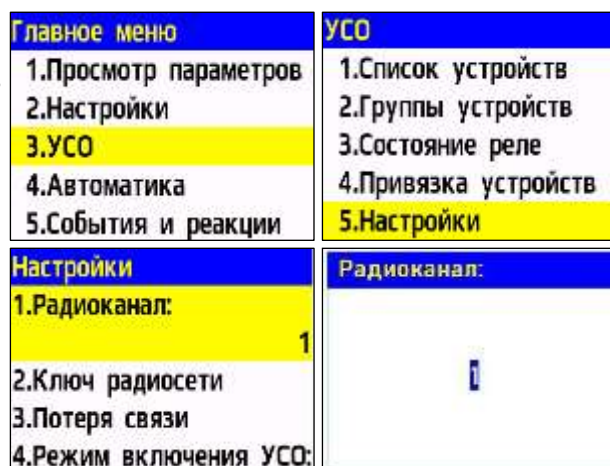 Главное меню
1.Просмотр параметров
2.Настройки
3.УСО
4.Автоматика
5.События и реакции
УСО
1.Список устройств
2.Группы устройств
3.Состояние реле
4.Привязка устройств
5.Настройки
Настройки
1.Радиоканал:
1
2.Ключ радиосети
3.Потеря связи
4.Режим включения УСО:
Радиоканал:
1